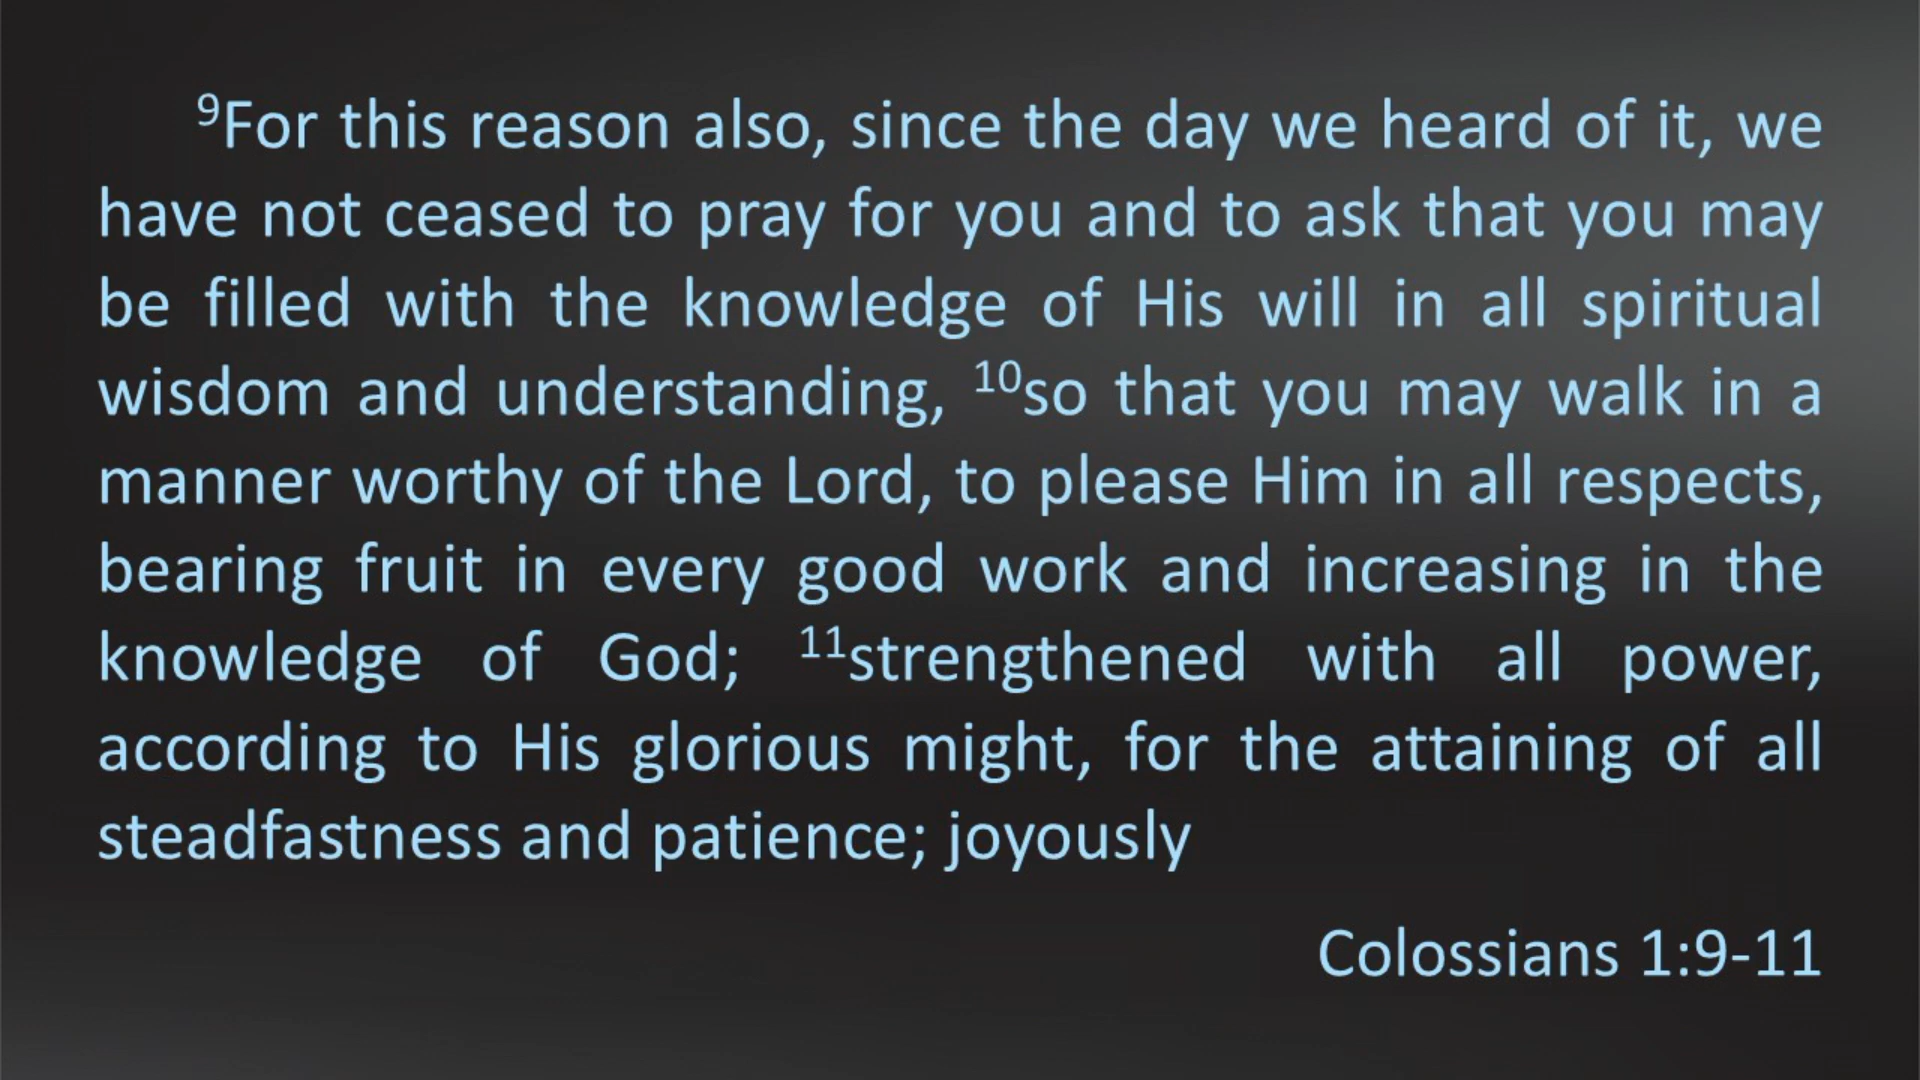 ⁹For this reason also, since the day we heard of it, we
have not ceased to pray for you and to ask that you may
be filled with the knowledge of His will in all spiritual
wisdom and understanding, ¹⁰so that you may walk in a
manner worthy of the Lord, to please Him in all respects,
bearing fruit in every good work and increasing in the
knowledge of God; ¹¹strengthened with all power,
according to His glorious might, for the attaining of all
steadfastness and patience; joyously
Colossians 1:9-11